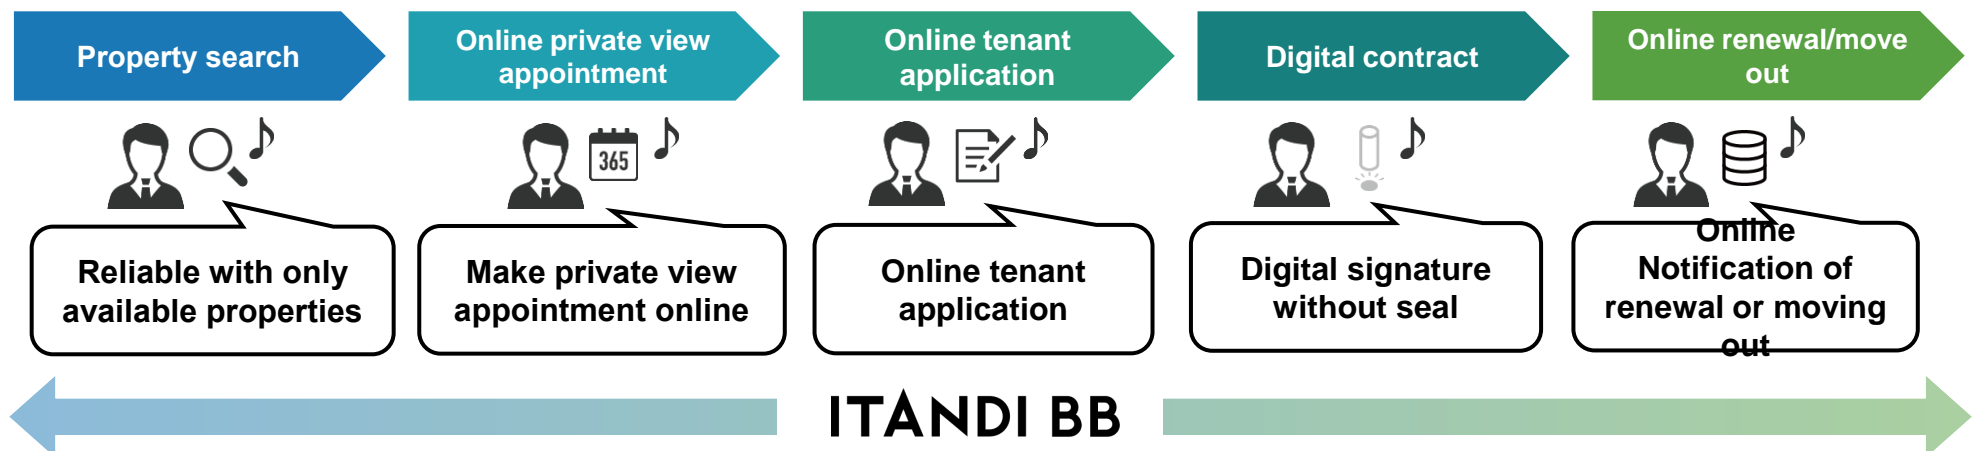 Property search
Online private view
appointment
Online tenant
application
Digital contract
Online renewal/move
out
365
Reliable with only
available properties
Make private view
appointment online
Online tenant
application
Digital signature
without seal
Online
Notification of
renewal or moving
out
ITANDI BB